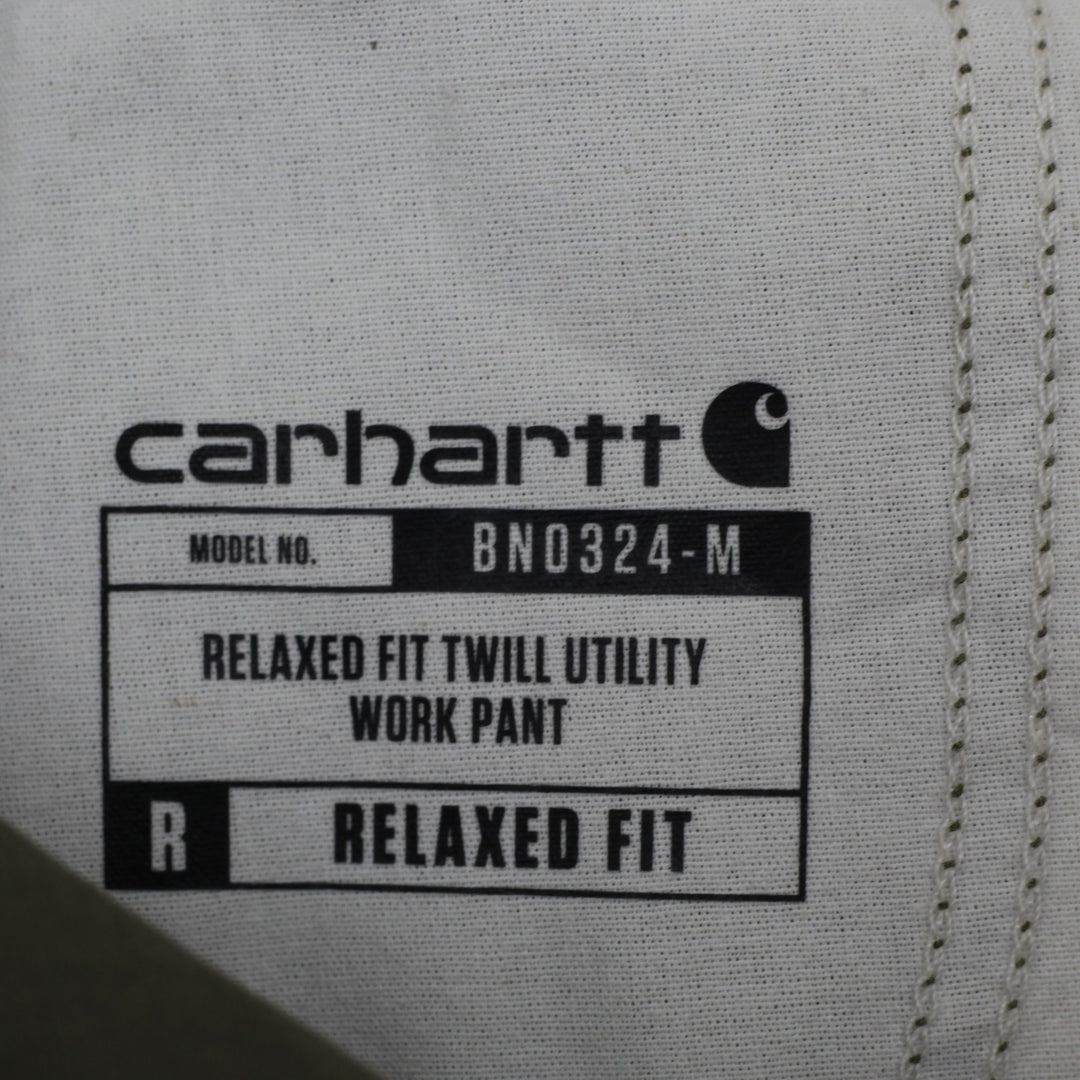 carhartt
MODEL NO. BN0324-M
RELAXED FIT TWILL UTILITY
WORK PANT
R RELAXED FIT